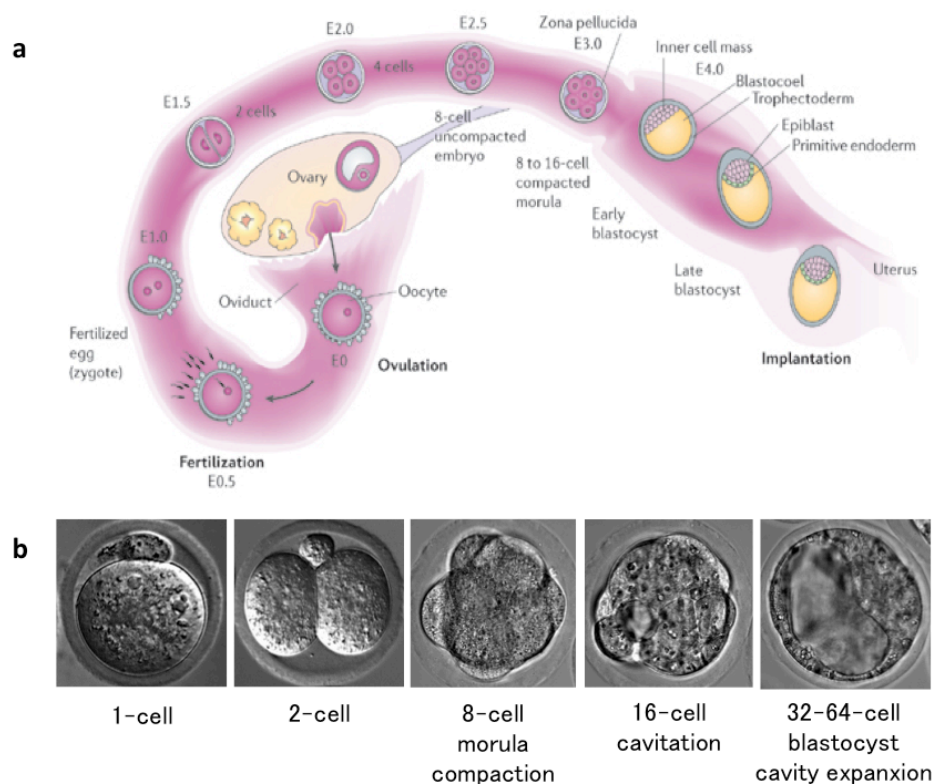 a
E2.0
E2.5
Zona pellucida
E3.0
Inner cell mass
E4.0
Blastocoel
Trophectoderm
Epiblast
Primitive endoderm
E1.5
2 cells
4 cells
8-cell
uncompacted
embryo
8 to 16-cell
compacted
morula
Early
blastocyst
Late
blastocyst
Uterus
Implantation
Ovary
E1.0
Oviduct
Oocyte
E0
Ovulation
Fertilized
egg
(zygote)
Fertilization
E0.5
b
1-cell
2-cell
8-cell
morula
compaction
16-cell
cavitation
32-64-cell
blastocyst
cavity expanxion